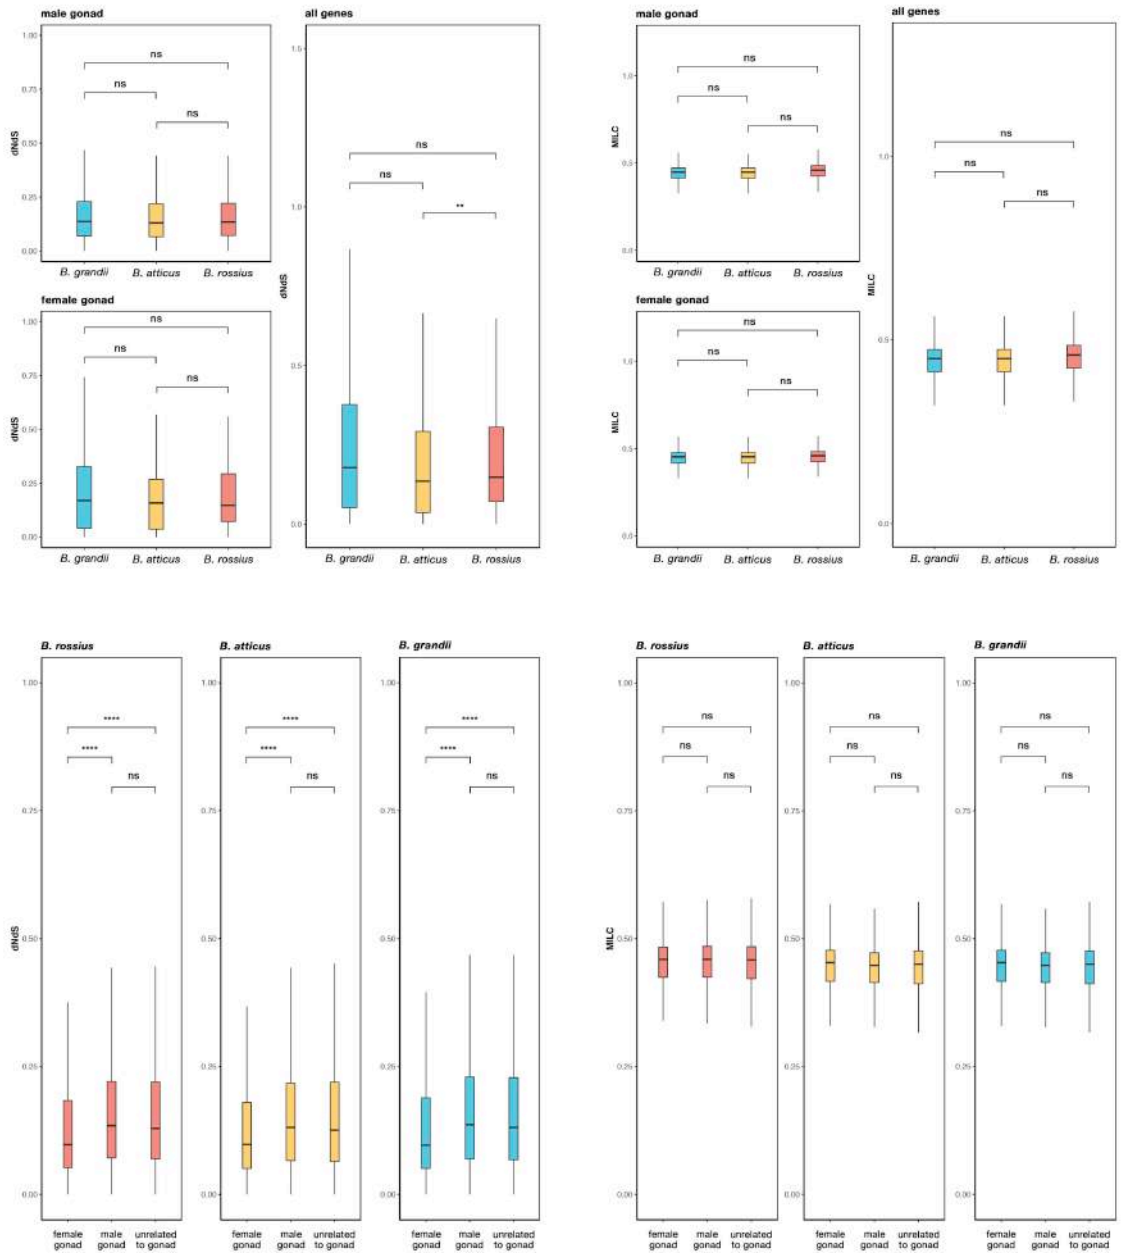 male gonad
1.00
0.75
0.50
0.25
0.00
dNdS
ns
ns
ns
B. grandii B. atticus B. rossius
female gonad
1.00
0.75
0.50
0.25
0.00
dNdS
ns
ns
ns
B. grandii B. atticus B. rossius
all genes
1.5
1.0
0.5
0.0
dNdS
ns
ns
**
B. grandii B. atticus B. rossius
male gonad
1.0
0.5
0.0
MILC
ns
ns
ns
B. grandii B. atticus B. rossius
female gonad
1.0
0.5
0.0
MILC
ns
ns
ns
B. grandii B. atticus B. rossius
all genes
1.0
0.5
0.0
MILC
ns
ns
ns
B. grandii B. atticus B. rossius
B. rossius
1.00
0.75
0.50
0.25
0.00
dNdS
****
****
ns
female gonad male gonad unrelated to gonad
B. atticus
1.00
0.75
0.50
0.25
0.00
****
****
ns
female gonad male gonad unrelated to gonad
B. grandii
1.00
0.75
0.50
0.25
0.00
****
****
ns
female gonad male gonad unrelated to gonad
B. rossius
1.00
0.75
0.50
0.25
0.00
MILC
ns
ns
ns
female gonad male gonad unrelated to gonad
B. atticus
1.00
0.75
0.50
0.25
0.00
ns
ns
ns
female gonad male gonad unrelated to gonad
B. grandii
1.00
0.75
0.50
0.25
0.00
ns
ns
ns
female gonad male gonad unrelated to gonad